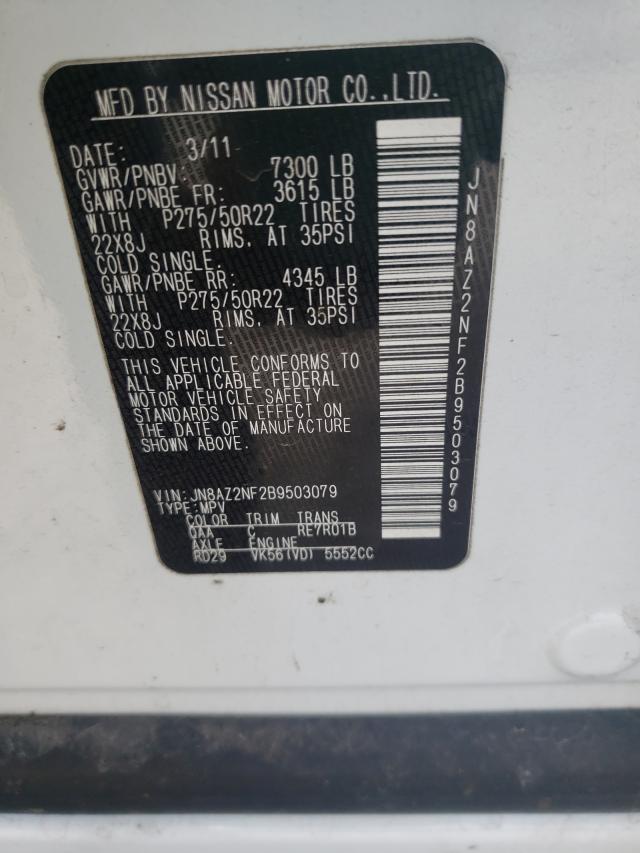 MFD BY NISSAN MOTOR CO.,LTD.
DATE: 3/11
GVWR/PNBV: 7300 LB
GAWR/PNBE FR: 3615 LB
WITH P275/50R22 TIRES
22X8J RIMS, AT 35PSI
COLD SINGLE.
GAWR/PNBE RR: 4345 LB
WITH P275/50R22 TIRES
22X8J RIMS, AT 35PSI
COLD SINGLE.
THIS VEHICLE CONFORMS TO
ALL APPLICABLE FEDERAL
MOTOR VEHICLE SAFETY
STANDARDS IN EFFECT ON
THE DATE OF MANUFACTURE
SHOWN ABOVE.
VIN:JN8AZ2NF2B9503079
TYPE:MPV
COLOR TRIM TRANS
QAA C RE7R01B
AXLE ENGINE
RD29 VK56(VD) 5552CC
JN8AZ2NF2B9503079